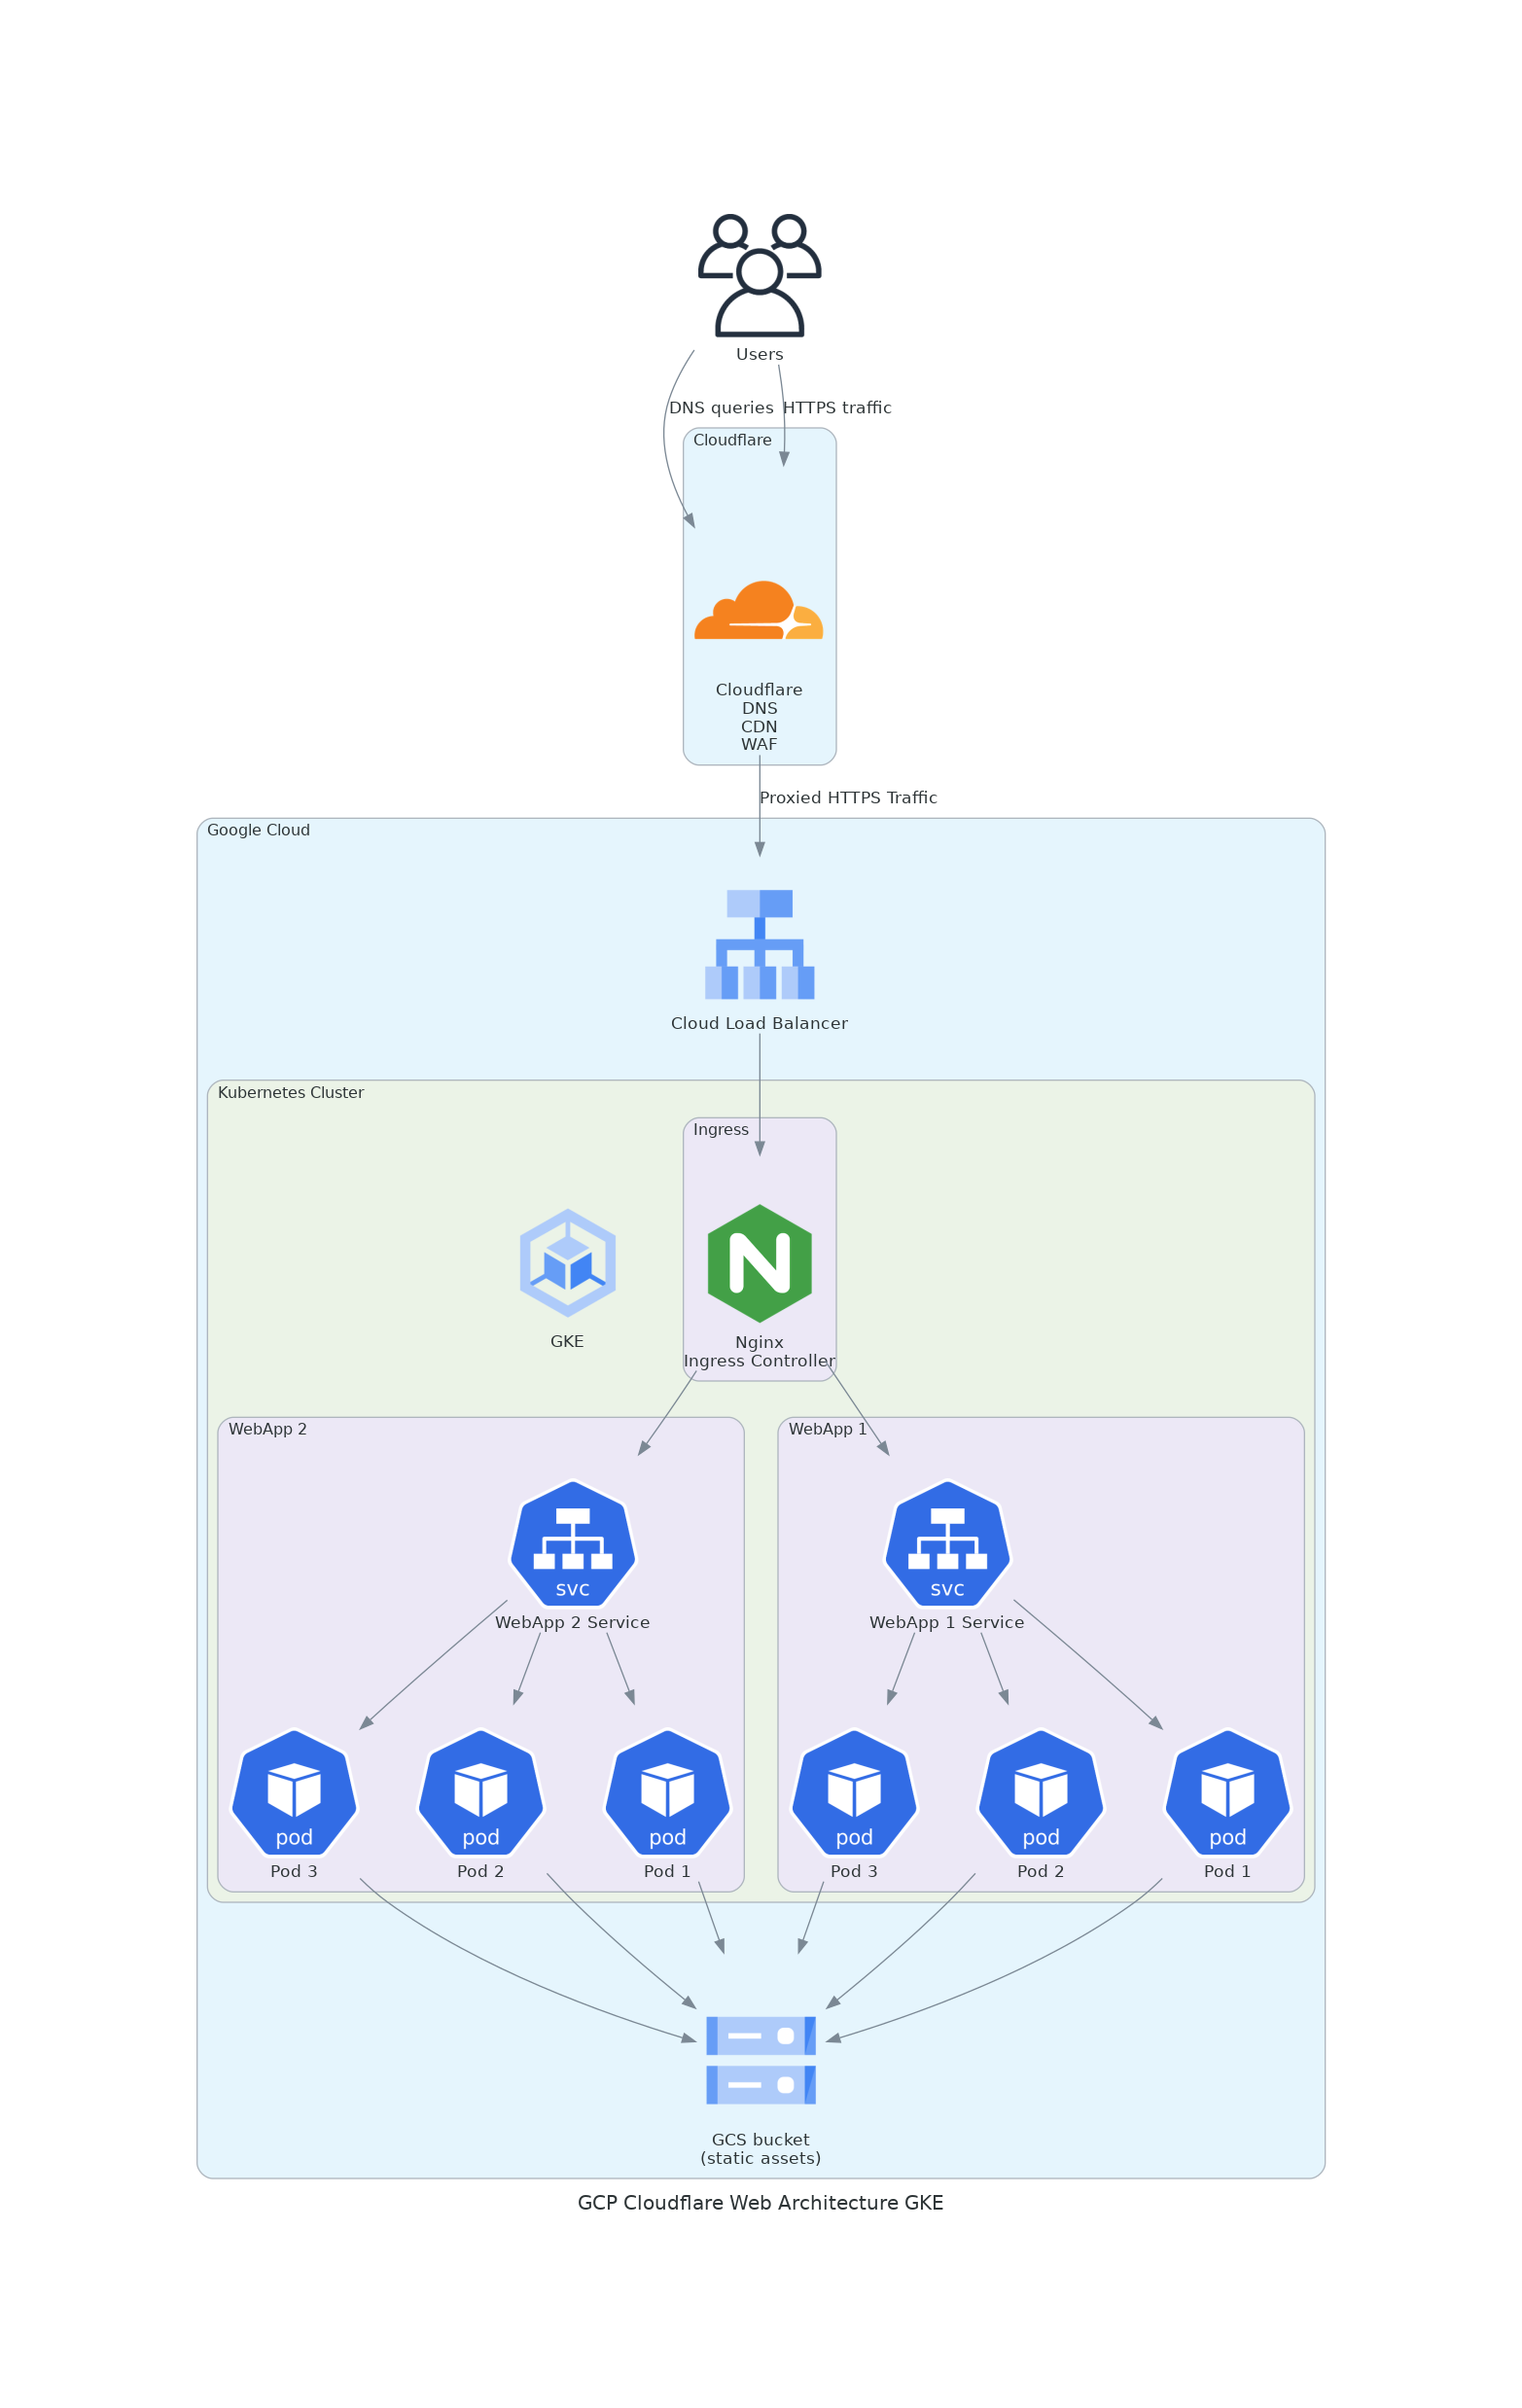 Users
DNS queries
HTTPS traffic
Cloudflare
Cloudflare
DNS
CDN
WAF
Proxied HTTPS Traffic
Google Cloud
Cloud Load Balancer
Kubernetes Cluster
Ingress
GKE
Nginx
Ingress Controller
WebApp 2
WebApp 1
svc
svc
WebApp 2 Service
WebApp 1 Service
pod
pod
pod
pod
pod
pod
Pod 3
Pod 2
Pod 1
Pod 3
Pod 2
Pod 1
GCS bucket
(static assets)
GCP Cloudflare Web Architecture GKE